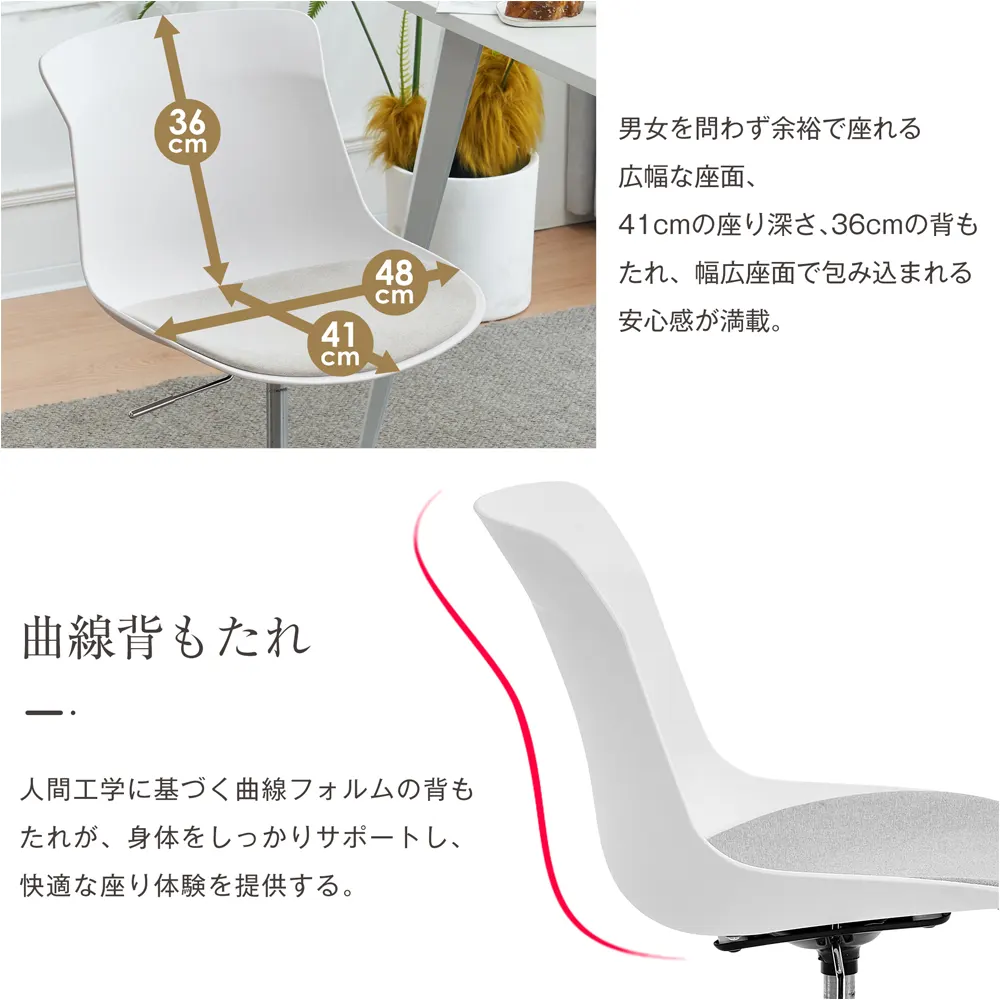 36
cm
48
cm
41
cm
男女を問わず余裕で座れる
広幅な座面、
41cmの座り深さ、36cmの背も
たれ、幅広座面で包み込まれる
安心感が満載。
曲線背もたれ
人間工学に基づく曲線フォルムの背も
たれが、身体をしっかりサポートし、
快適な座り体験を提供する。